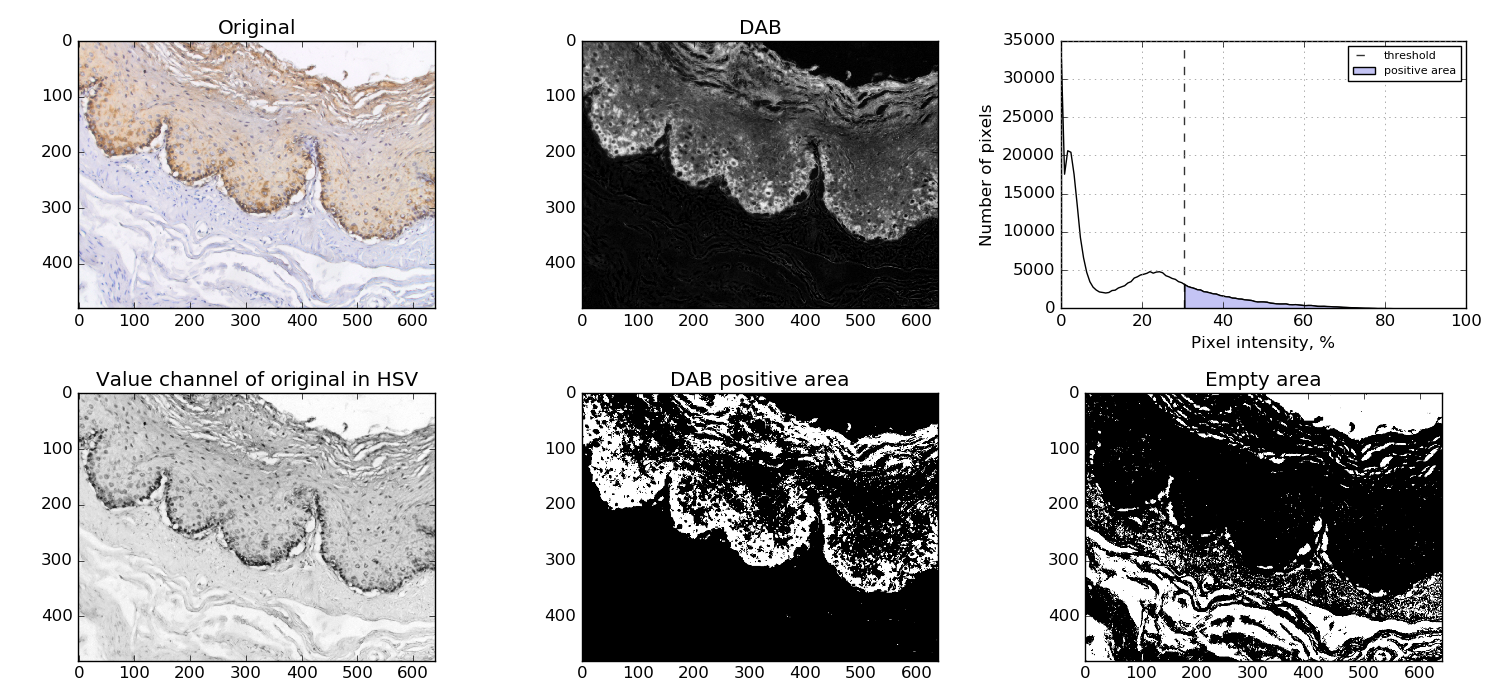 Original
0
100
200
300
400
0 100 200 300 400 500 600
DAB
0
100
200
300
400
0 100 200 300 400 500 600
35000
30000
25000
20000
15000
10000
5000
0
Number of pixels
threshold
positive area
0 20 40 60 80 100
Pixel intensity, %
Value channel of original in HSV
0
100
200
300
400
0 100 200 300 400 500 600
DAB positive area
0
100
200
300
400
0 100 200 300 400 500 600
Empty area
0
100
200
300
400
0 100 200 300 400 500 600